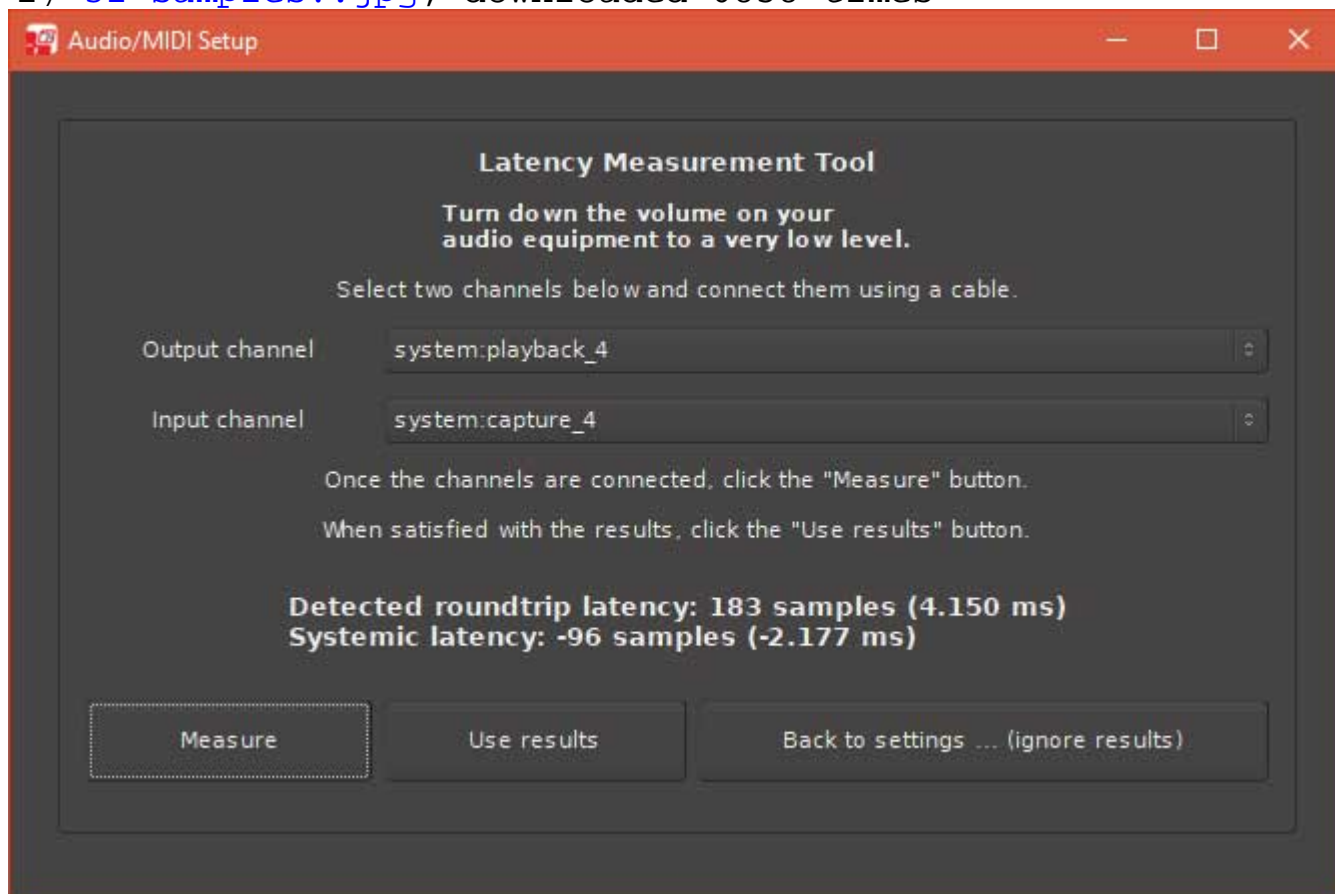 Audio/MIDI Setup
Latency Measurement Tool
Turn down the volume on your
audio equipment to a very low level.
Select two channels below and connect them using a cable.
Output channel system:playback_4
Input channel system:capture_4
Once the channels are connected, click the "Measure" button.
When satisfied with the results, click the "Use results" button.
Detected roundtrip latency: 183 samples (4.150 ms)
Systemic latency: -96 samples (-2.177 ms)
Measure Use results Back to settings ... (ignore results)